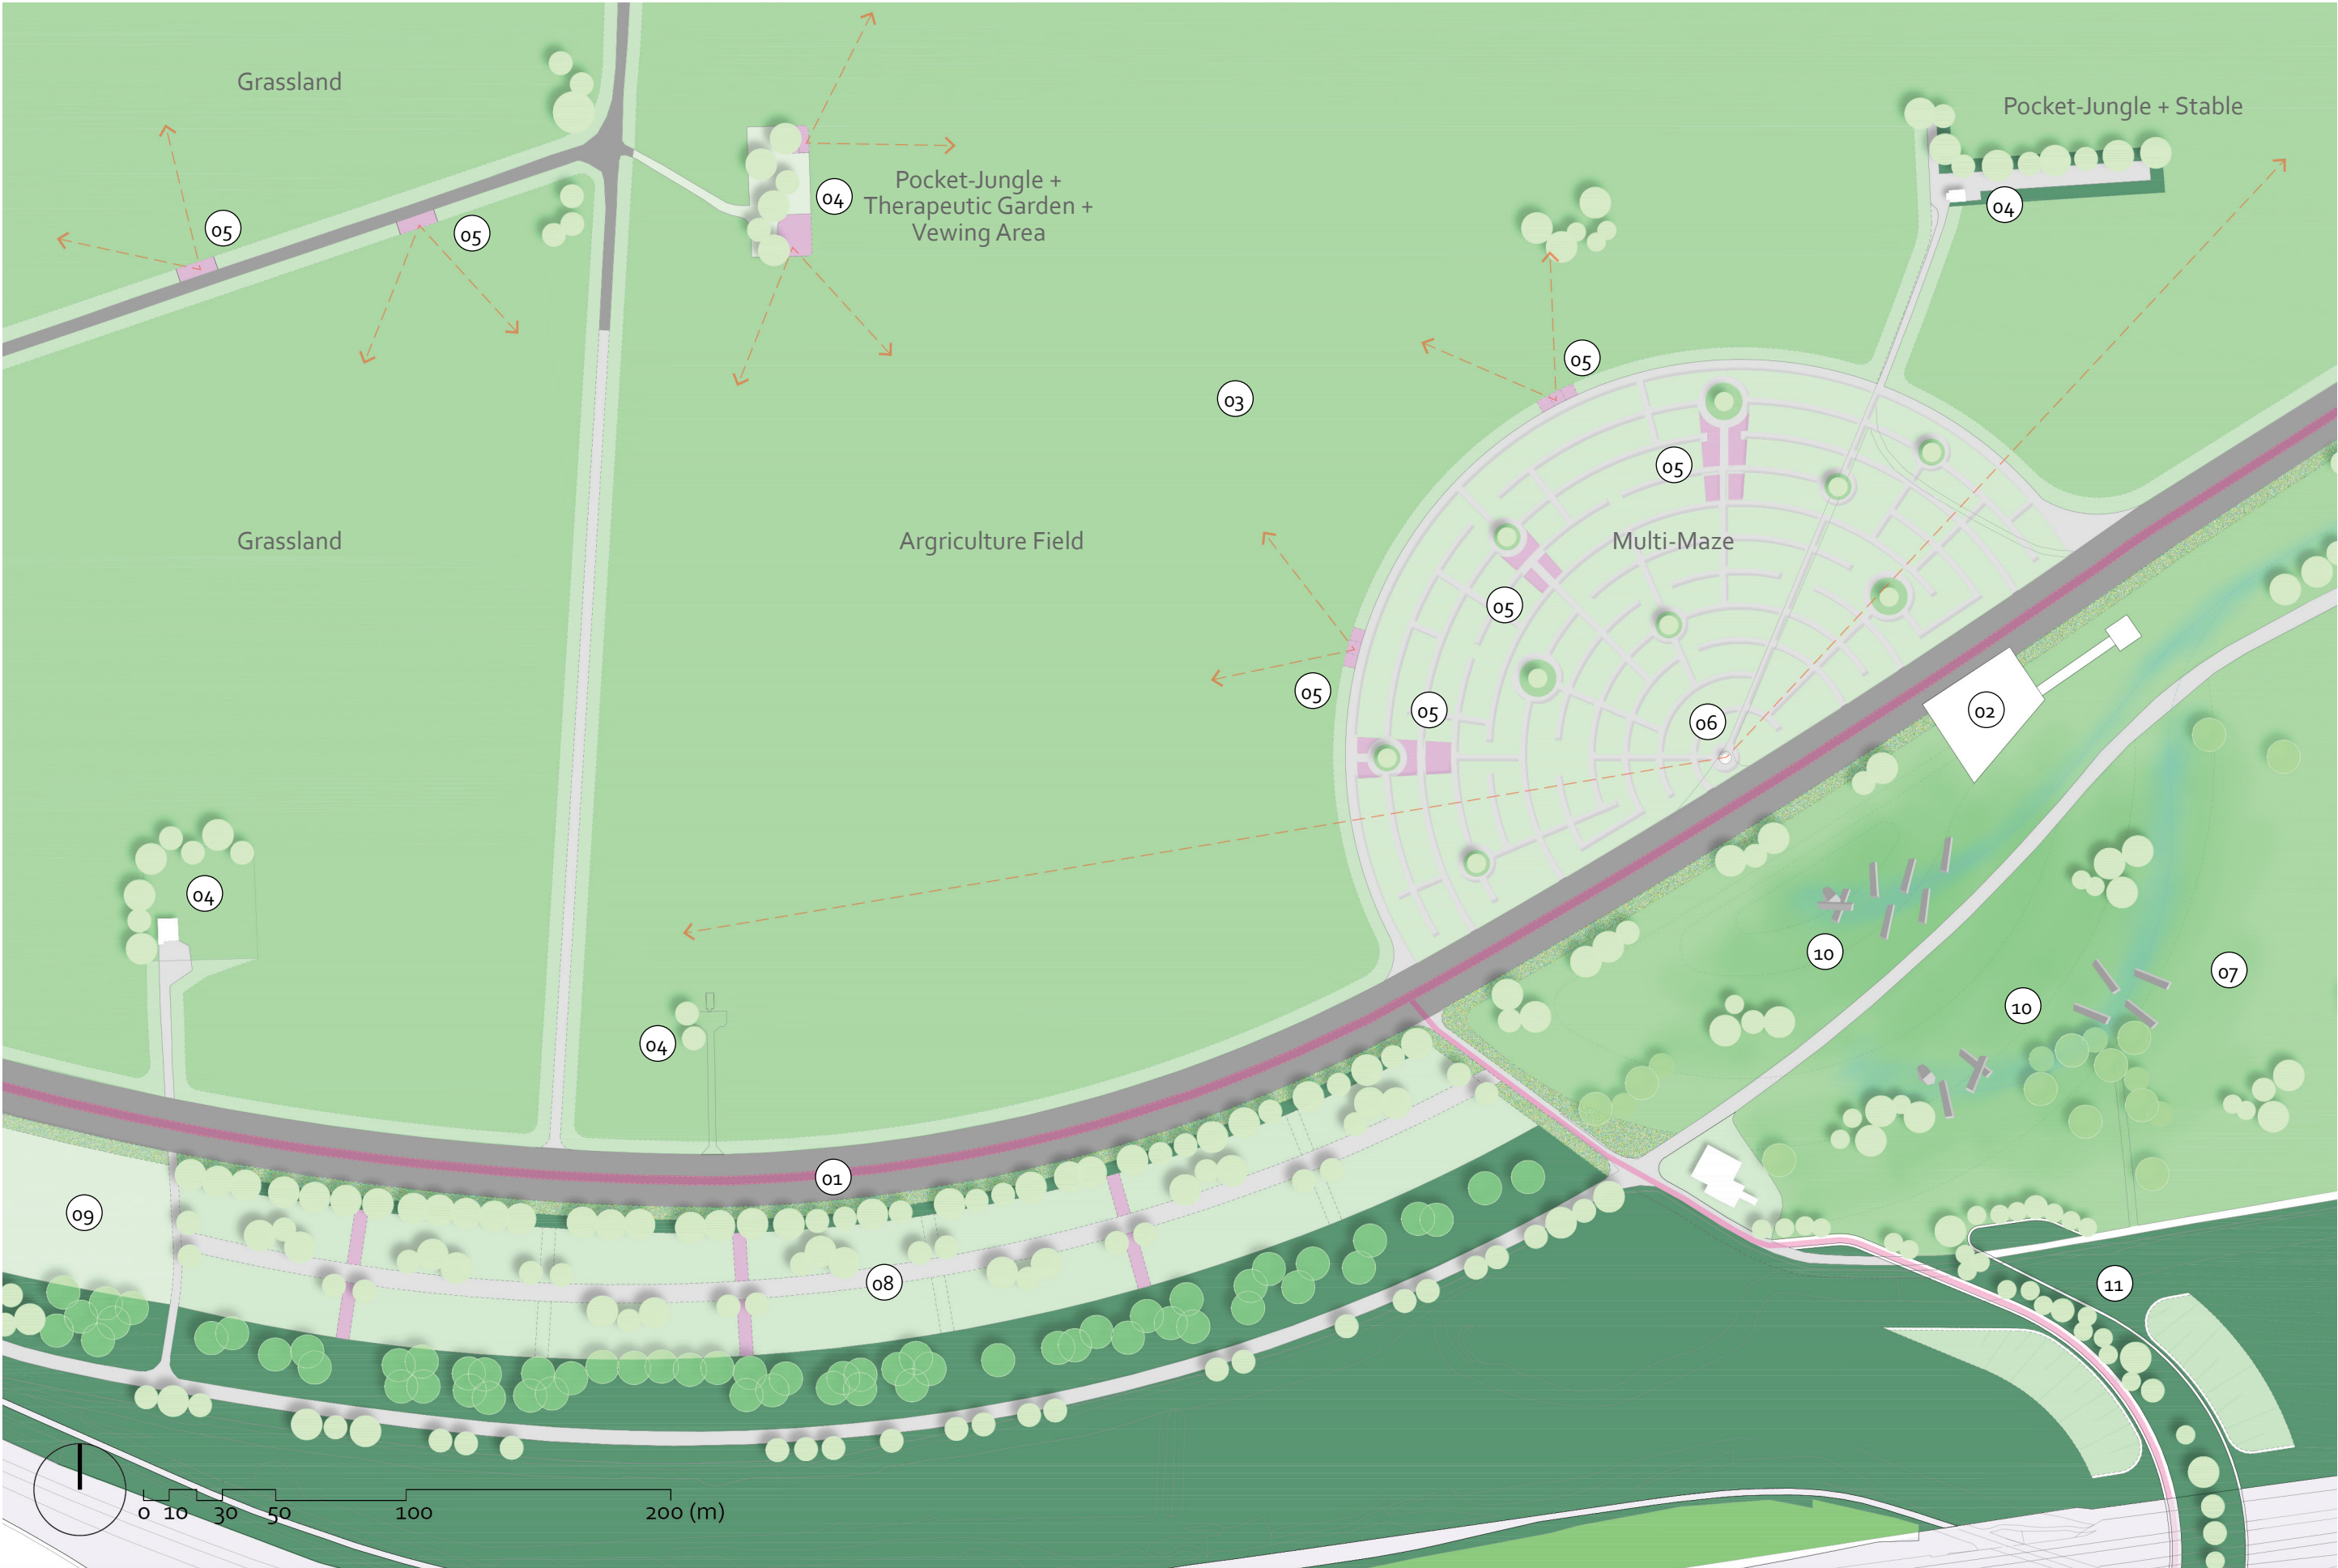 Grassland
Pocket-Jungle + Stable
Pocket-Jungle +
Therapeutic Garden +
Vewing Area
04
04
05
05
05
03
05
Grassland
Argriculture Field
Multi-Maze
05
05
05
06
02
04
10
07
10
04
01
09
08
11
0 10 30 50 100 200 (m)